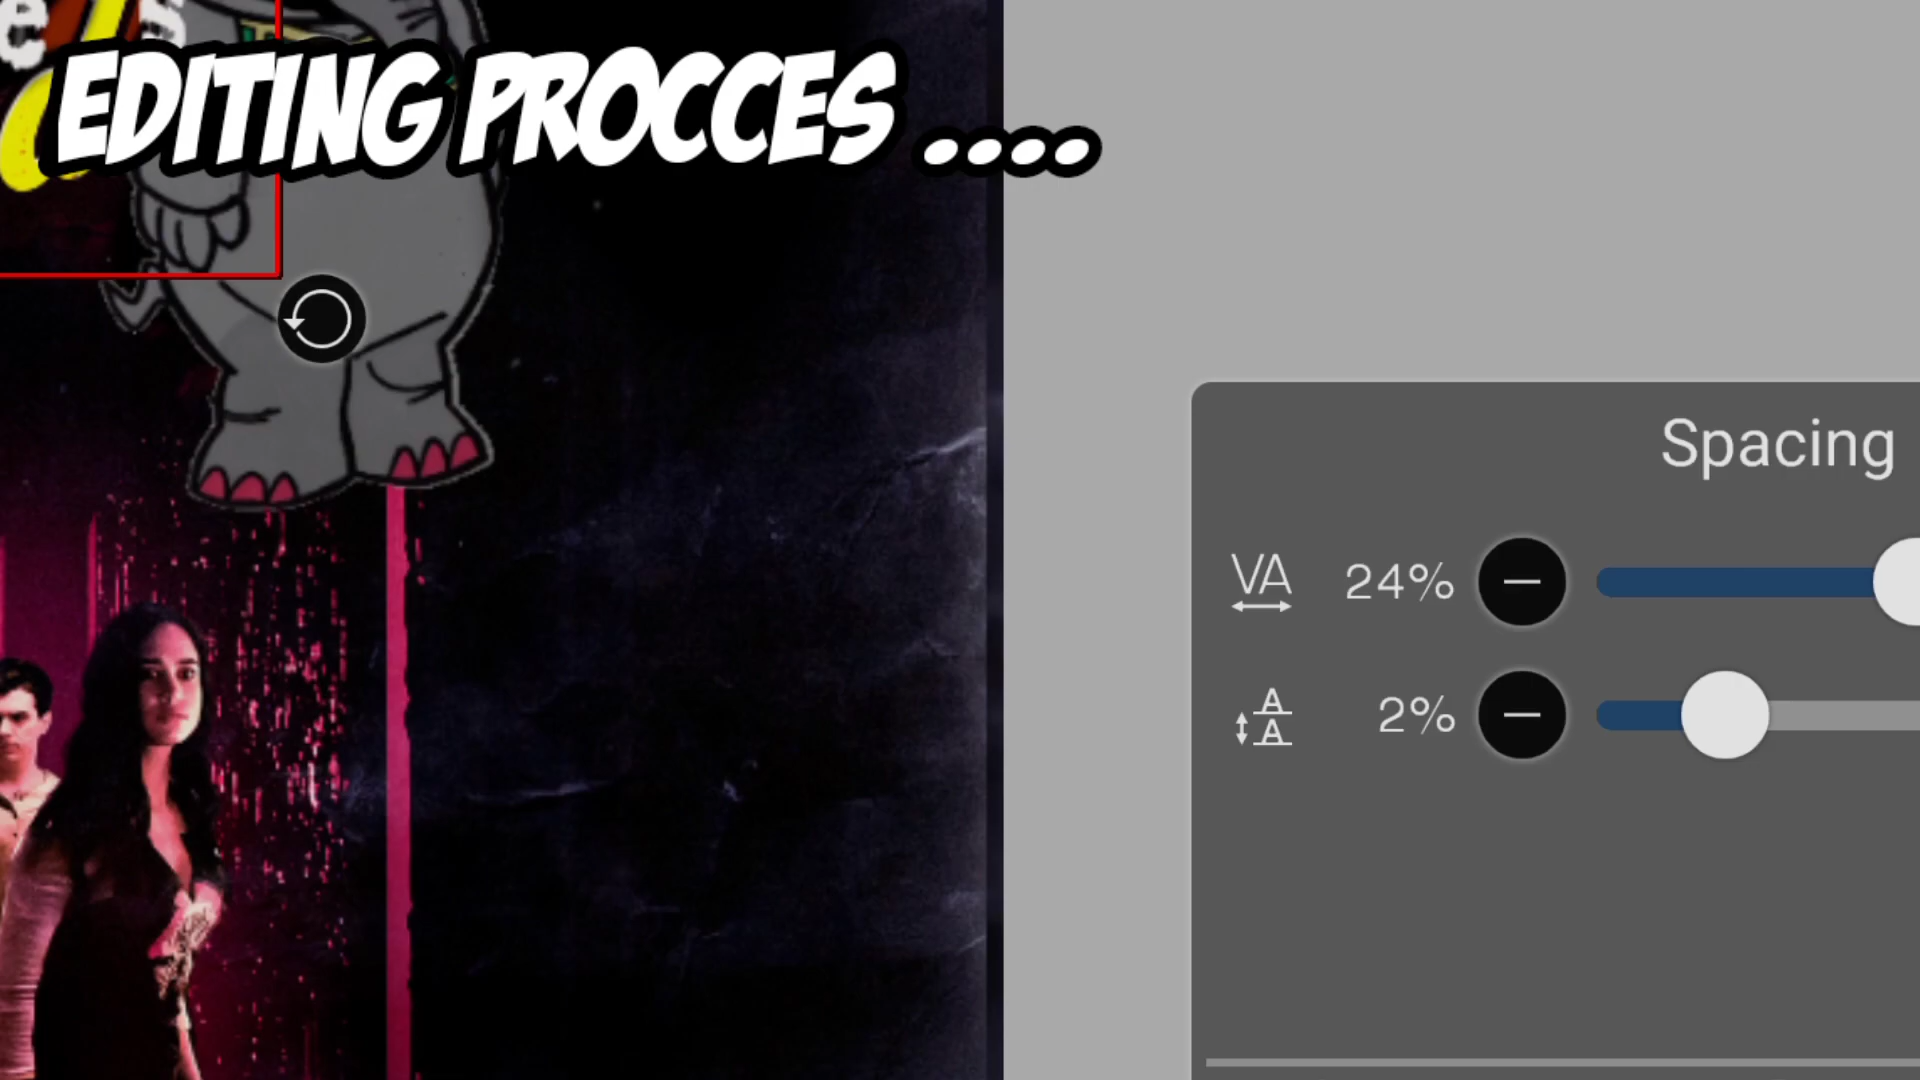 EDITING PROCCES ....
Spacing
VA 24%
A
A 2%